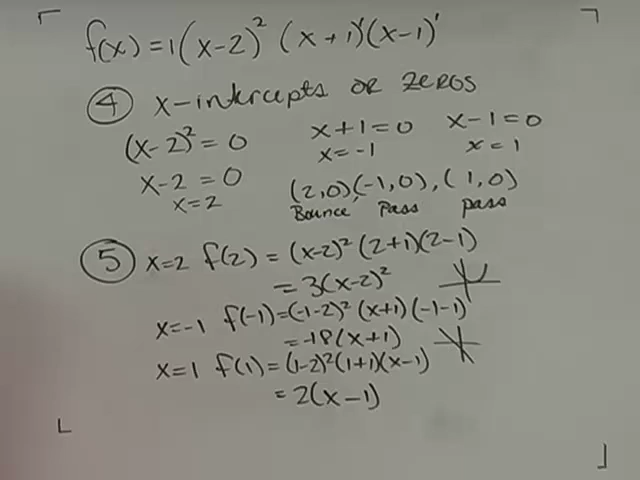 f(x) = 1(x-2)² (x+1)¹(x-1)¹
④ x-intercepts or zeros
(x-2)² = 0 x+1=0 x-1=0
x-2 = 0 x=-1 x=1
x=2 (2,0), (-1,0), (1,0)
Bounce Pass pass
⑤ x=2 f(2) = (x-2)² (2+1)(2-1)
= 3(x-2)²
x=-1 f(-1)=(-1-2)² (x+1)(-1-1)
= -18(x+1)
x=1 f(1) = (1-2)²(1+1)(x-1)
= 2(x-1)